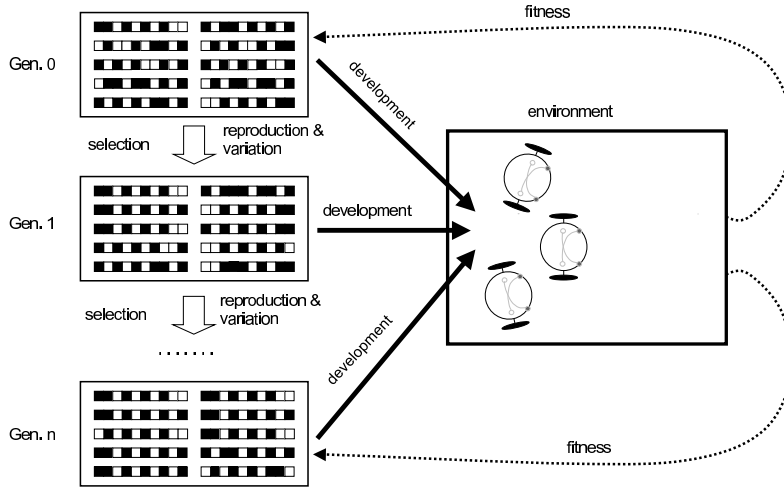 fitness
Gen. 0
development
environment
selection
reproduction &
variation
Gen. 1
development
selection
reproduction &
variation
development
Gen. n
fitness